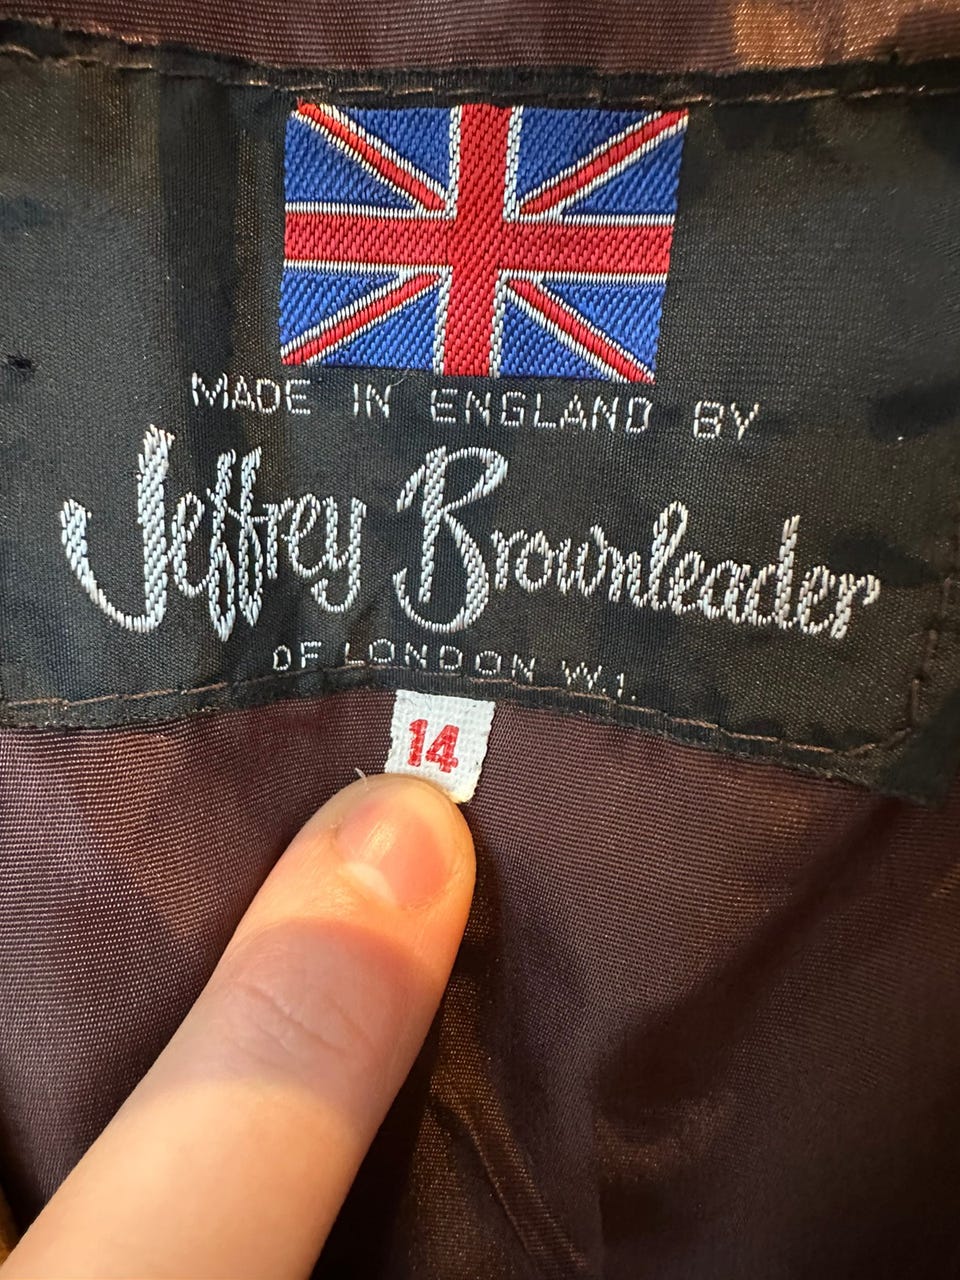 MADE IN ENGLAND BY
Jeffrey Brownleader
OF LONDON W.1.
14